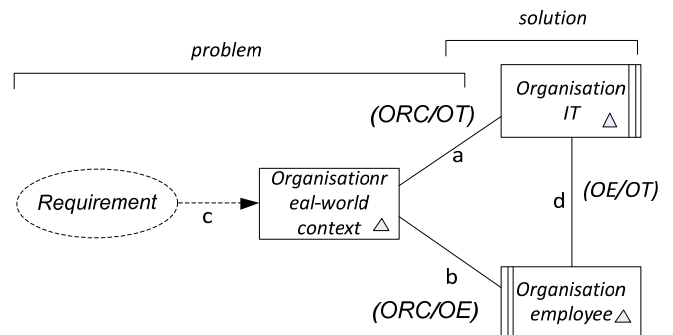 solution
problem
Organisation
IT
(ORC/OT)
a
Organisationr
eal-world
context
Requirement
c
d
(OE/OT)
b
(ORC/OE)
Organisation
employee